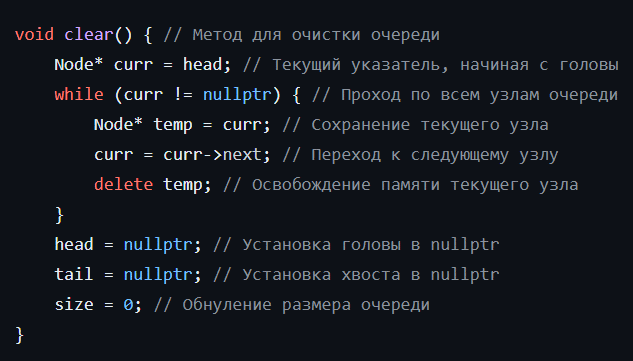 void clear() { // Метод для очистки очереди
    Node* curr = head; // Текущий указатель, начиная с головы
    while (curr != nullptr) { // Проход по всем узлам очереди
        Node* temp = curr; // Сохранение текущего узла
        curr = curr->next; // Переход к следующему узлу
        delete temp; // Освобождение памяти текущего узла
    }
    head = nullptr; // Установка головы в nullptr
    tail = nullptr; // Установка хвоста в nullptr
    size = 0; // Обнуление размера очереди
}